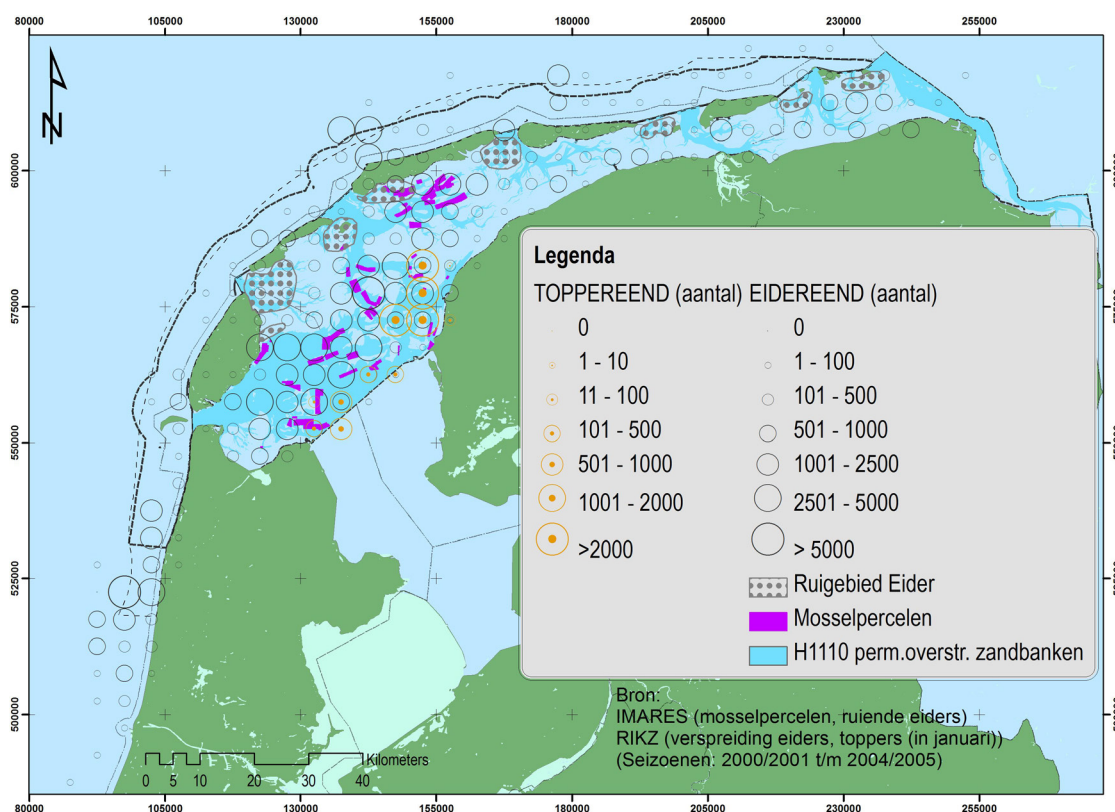 80000 105000 130000 155000 180000 205000 230000 255000
N
600000
575000
550000
525000
500000
Legenda
TOPPEREEND (aantal) EIDEREEND (aantal)
0 0
1 - 10 1 - 100
11 - 100 101 - 500
101 - 500 501 - 1000
501 - 1000 1001 - 2500
1001 - 2000 2501 - 5000
>2000 > 5000
Ruigebied Eider
Mosselpercelen
H1110 perm.overstr. zandbanken
Bron:
IMARES (mosselpercelen, ruiende eiders)
RIKZ (verspreiding eiders, toppers (in januari))
(Seizoenen: 2000/2001 t/m 2004/2005)
Kilometers
0 5 10 20 30 40
80000 105000 130000 155000 180000 205000 230000 255000